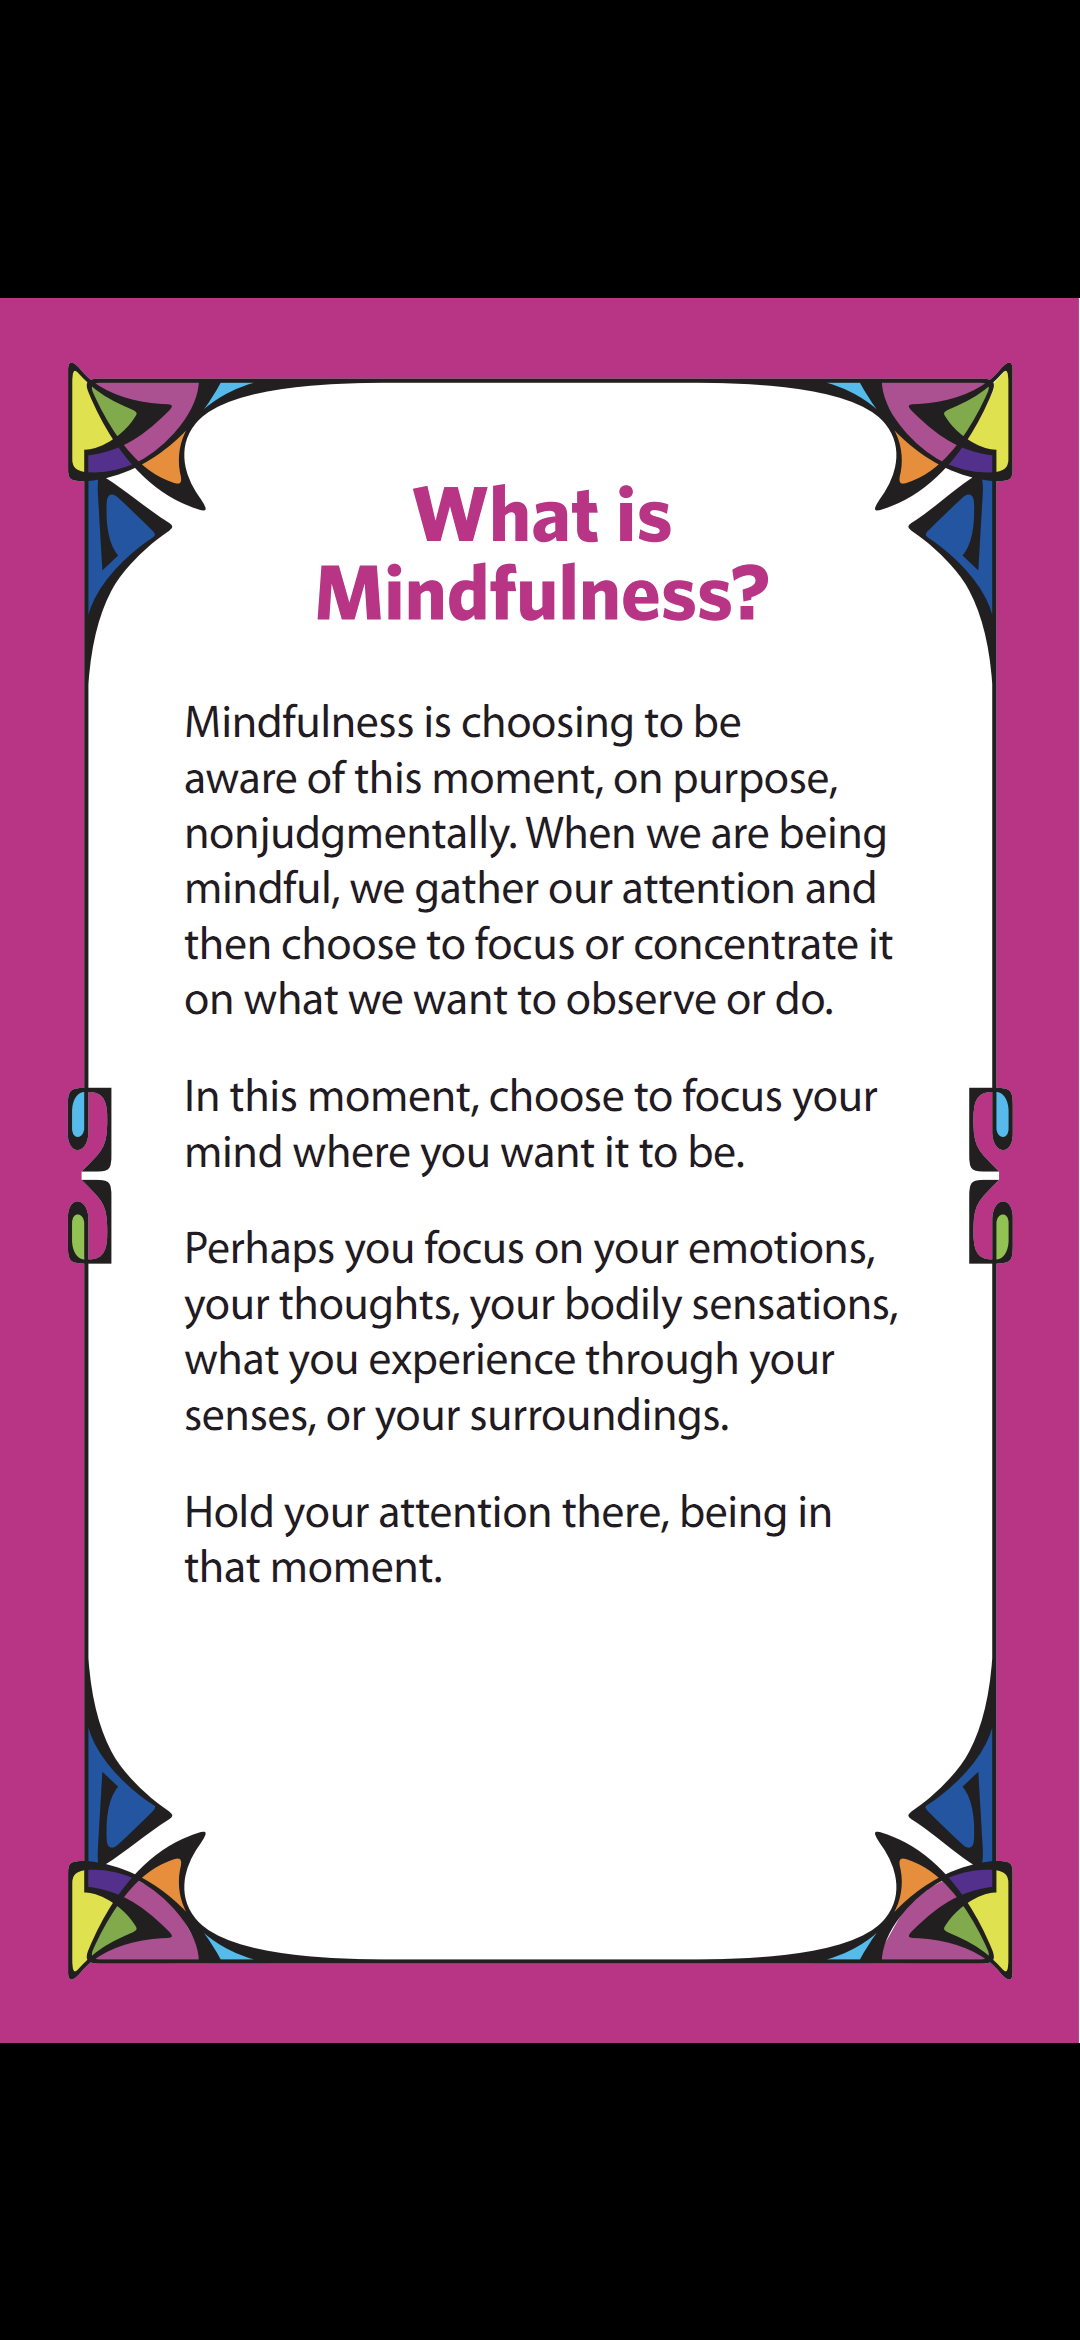 What is
Mindfulness?
Mindfulness is choosing to be
aware of this moment, on purpose,
nonjudgmentally. When we are being
mindful, we gather our attention and
then choose to focus or concentrate it
on what we want to observe or do.
In this moment, choose to focus your
mind where you want it to be.
Perhaps you focus on your emotions,
your thoughts, your bodily sensations,
what you experience through your
senses, or your surroundings.
Hold your attention there, being in
that moment.